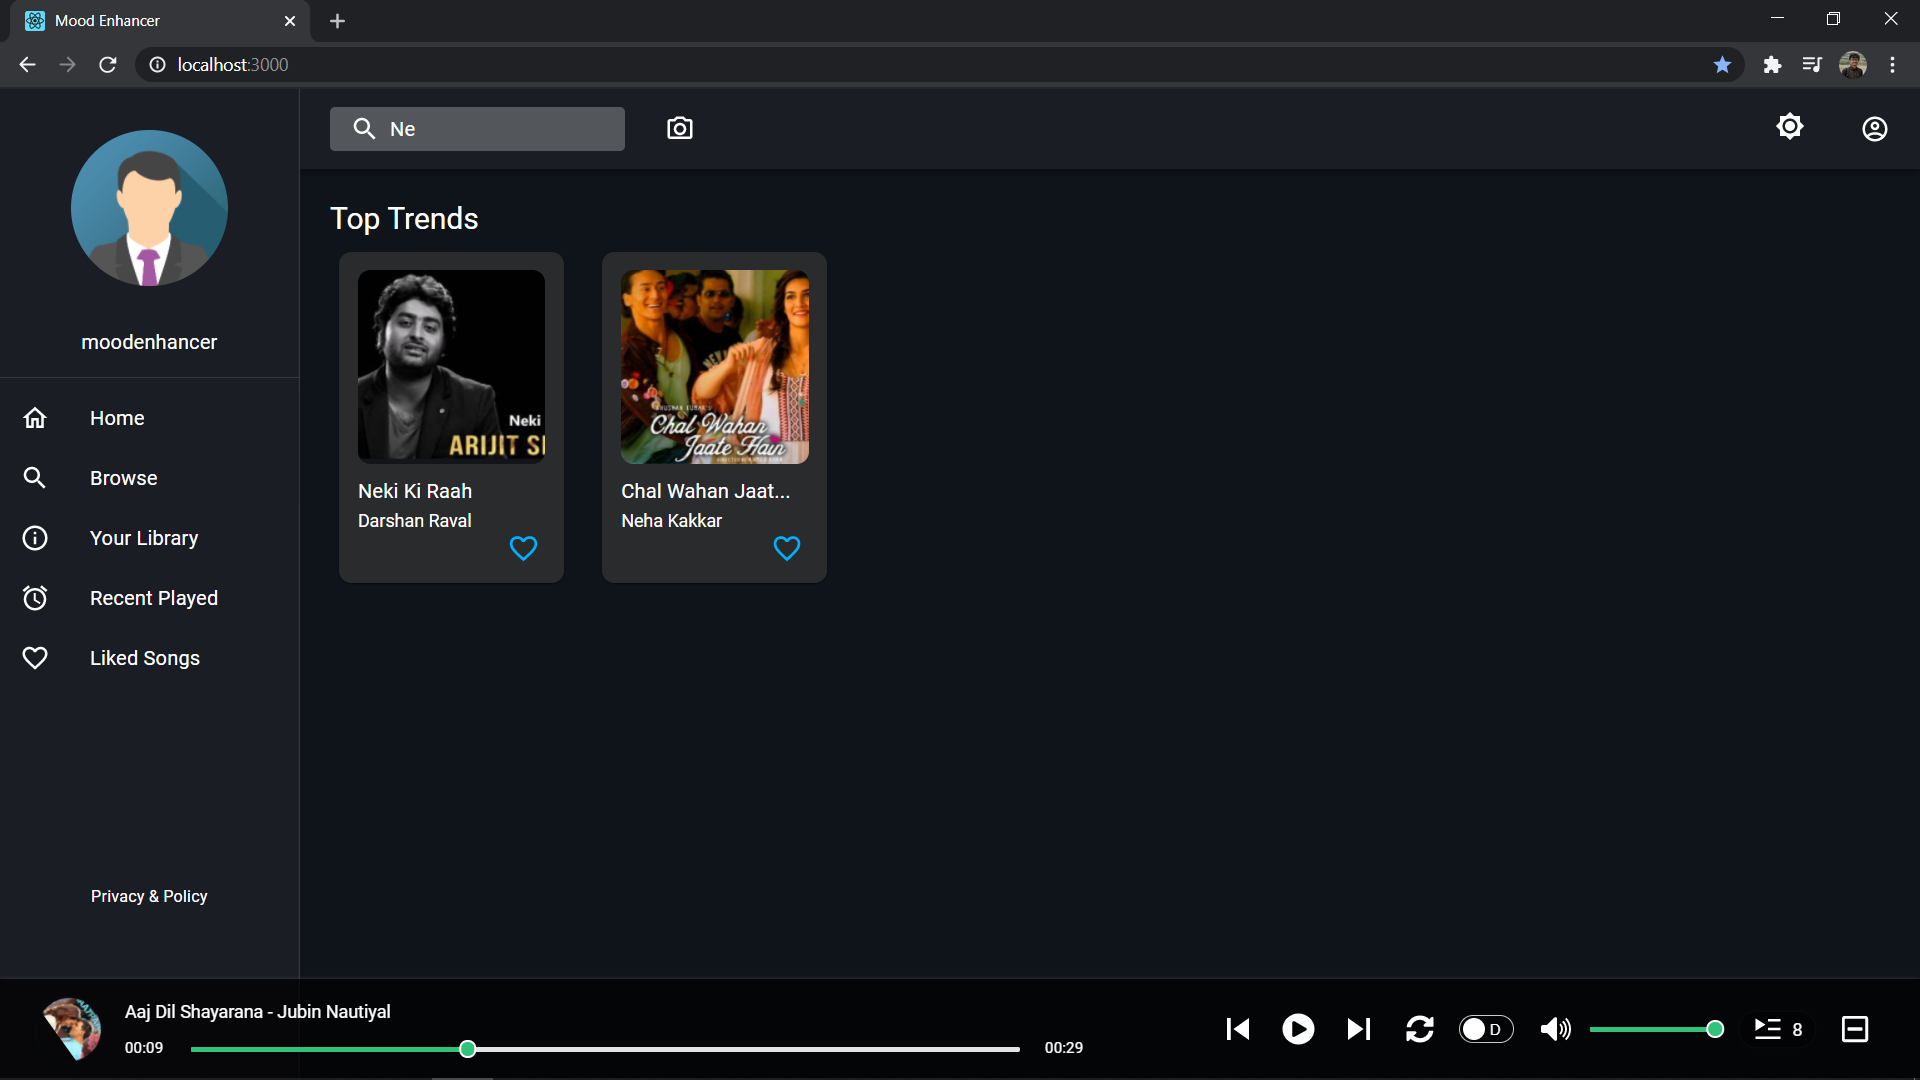 Mood Enhancer
localhost:3000
Ne
moodenhancer
Home
Browse
Your Library
Recent Played
Liked Songs
Privacy & Policy
Top Trends
Neki
ARIJIT
Neki Ki Raah
Darshan Raval
Chal Wahan
Jaate Hain
Chal Wahan Jaat...
Neha Kakkar
Aaj Dil Shayarana - Jubin Nautiyal
00:09
00:29
D
8